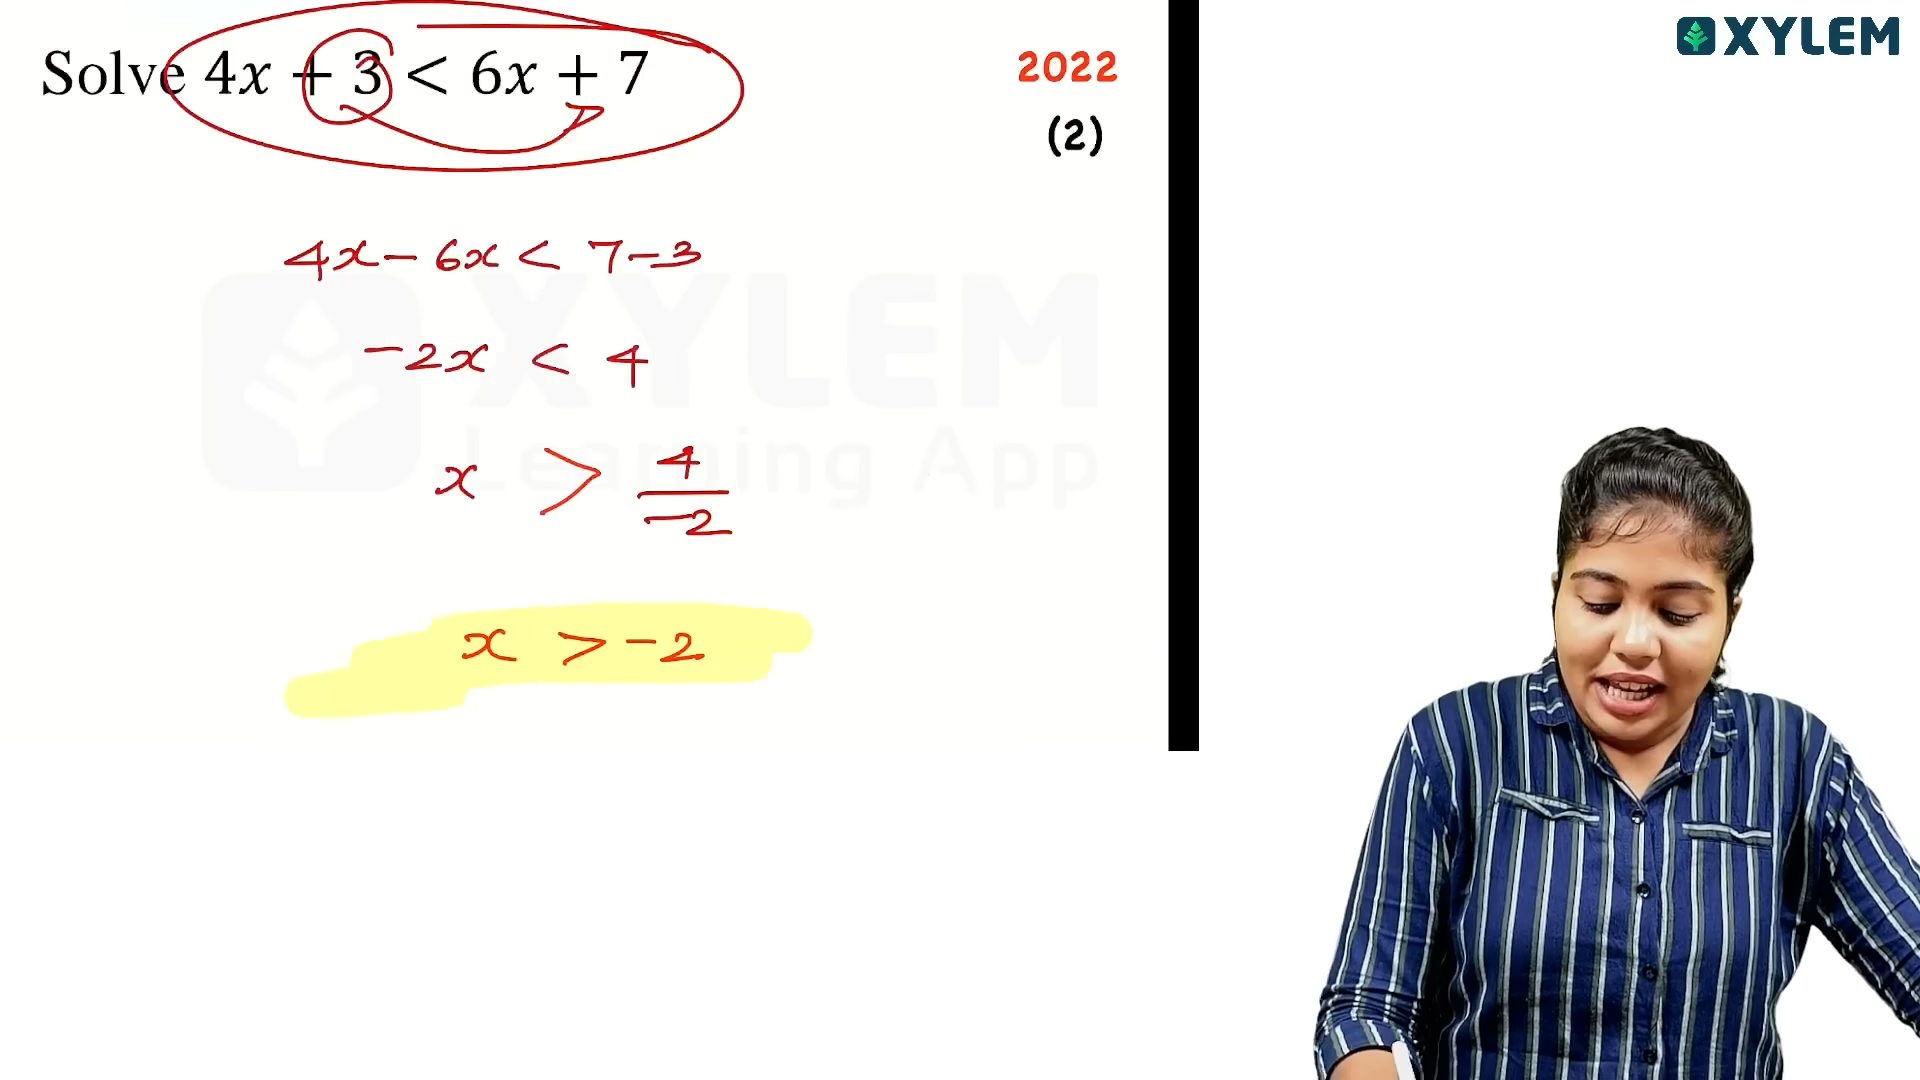 XYLEM
Solve 4x + 3 < 6x + 7
2022
(2)
4x - 6x < 7 - 3
-2x < 4
x > 4/-2
x > -2
XYLEM
Learning App